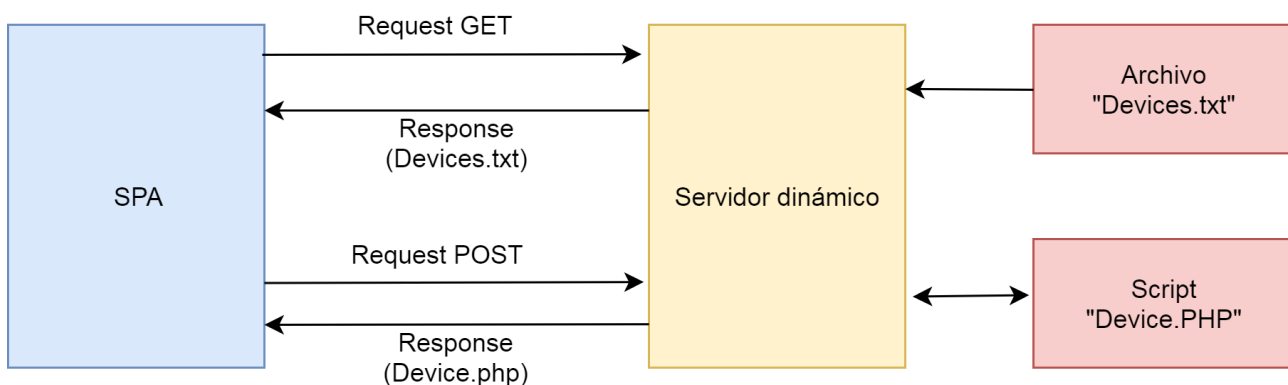 Request GET
Response
(Devices.txt)
SPA
Request POST
Response
(Device.php)
Servidor dinámico
Archivo
"Devices.txt"
Script
"Device.PHP"